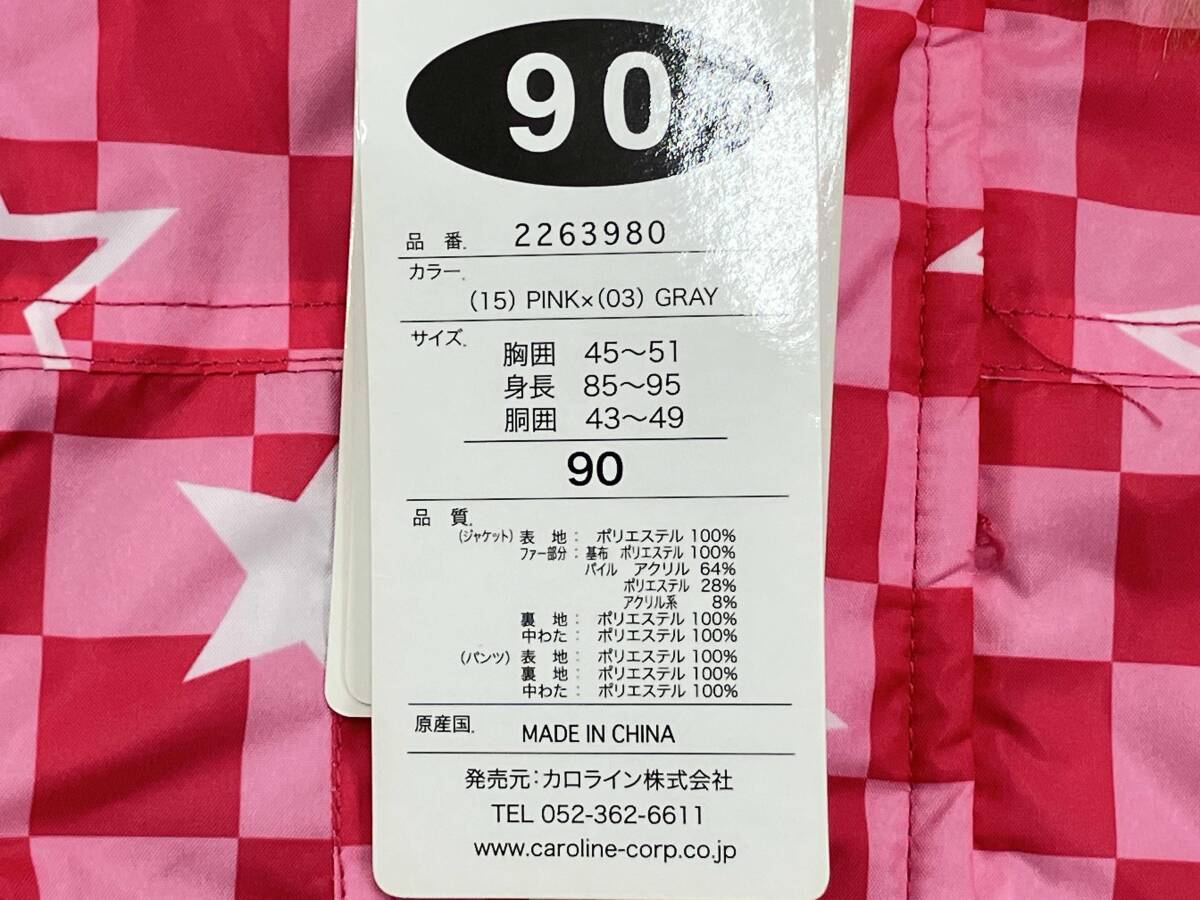 90
品番. 2263980
カラー.
(15) PINK×(03) GRAY
サイズ.
胸囲 45〜51
身長 85〜95
胴囲 43〜49
90
品質.
(ジャケット) 表地: ポリエステル 100%
ファー部分: 基布 ポリエステル 100%
パイル アクリル 64%
ポリエステル 28%
アクリル系 8%
裏地: ポリエステル 100%
中わた: ポリエステル 100%
(パンツ) 表地: ポリエステル 100%
裏地: ポリエステル 100%
中わた: ポリエステル 100%
原産国. MADE IN CHINA
発売元:カロライン株式会社
TEL 052-362-6611
www.caroline-corp.co.jp